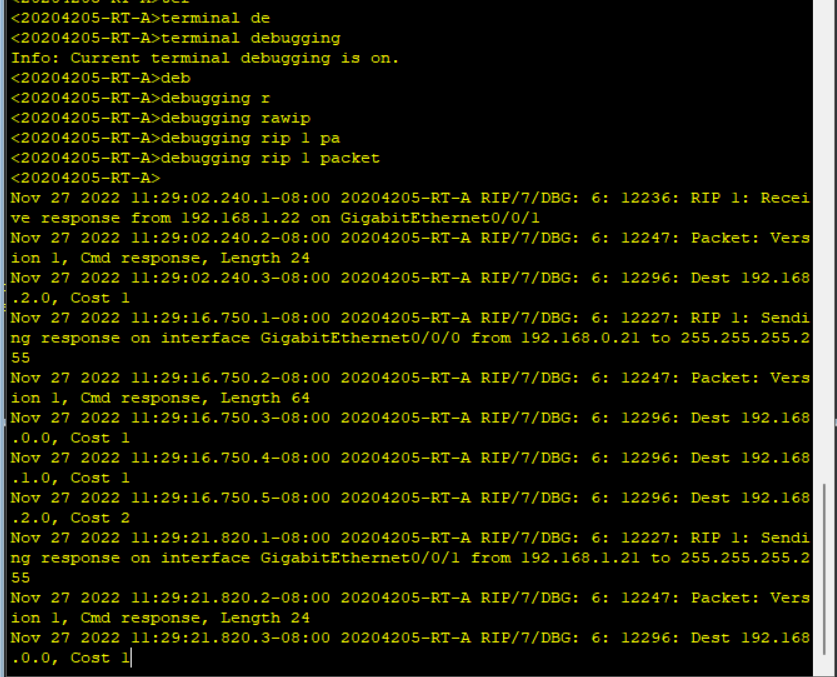 <20204205-RT-A>terminal de
<20204205-RT-A>terminal debugging
Info: Current terminal debugging is on.
<20204205-RT-A>deb
<20204205-RT-A>debugging r
<20204205-RT-A>debugging rawip
<20204205-RT-A>debugging rip 1 pa
<20204205-RT-A>debugging rip 1 packet
<20204205-RT-A>
Nov 27 2022 11:29:02.240.1-08:00 20204205-RT-A RIP/7/DBG: 6: 12236: RIP 1: Recei
ve response from 192.168.1.22 on GigabitEthernet0/0/1
Nov 27 2022 11:29:02.240.2-08:00 20204205-RT-A RIP/7/DBG: 6: 12247: Packet: Vers
ion 1, Cmd response, Length 24
Nov 27 2022 11:29:02.240.3-08:00 20204205-RT-A RIP/7/DBG: 6: 12296: Dest 192.168
.2.0, Cost 1
Nov 27 2022 11:29:16.750.1-08:00 20204205-RT-A RIP/7/DBG: 6: 12227: RIP 1: Sendi
ng response on interface GigabitEthernet0/0/0 from 192.168.0.21 to 255.255.255.2
55
Nov 27 2022 11:29:16.750.2-08:00 20204205-RT-A RIP/7/DBG: 6: 12247: Packet: Vers
ion 1, Cmd response, Length 64
Nov 27 2022 11:29:16.750.3-08:00 20204205-RT-A RIP/7/DBG: 6: 12296: Dest 192.168
.0.0, Cost 1
Nov 27 2022 11:29:16.750.4-08:00 20204205-RT-A RIP/7/DBG: 6: 12296: Dest 192.168
.1.0, Cost 1
Nov 27 2022 11:29:16.750.5-08:00 20204205-RT-A RIP/7/DBG: 6: 12296: Dest 192.168
.2.0, Cost 2
Nov 27 2022 11:29:21.820.1-08:00 20204205-RT-A RIP/7/DBG: 6: 12227: RIP 1: Sendi
ng response on interface GigabitEthernet0/0/1 from 192.168.1.21 to 255.255.255.2
55
Nov 27 2022 11:29:21.820.2-08:00 20204205-RT-A RIP/7/DBG: 6: 12247: Packet: Vers
ion 1, Cmd response, Length 24
Nov 27 2022 11:29:21.820.3-08:00 20204205-RT-A RIP/7/DBG: 6: 12296: Dest 192.168
.0.0, Cost 1